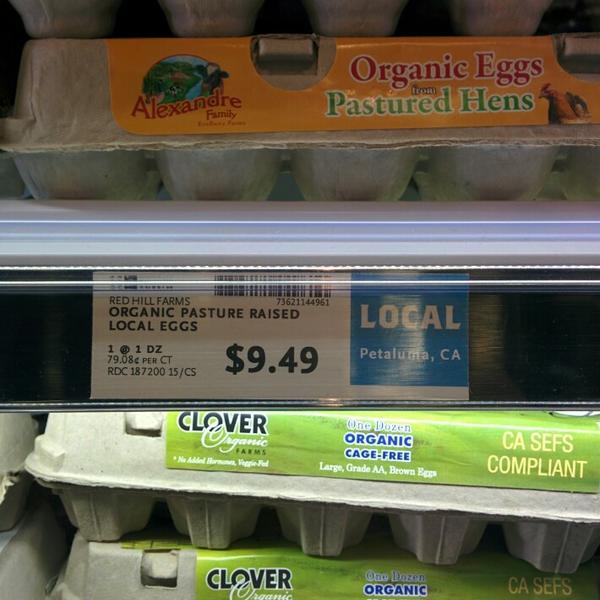 Organic Eggs
from
Pastured Hens
Alexandre
Family
EcoDairy Farms
73621144961
RED HILL FARMS
ORGANIC PASTURE RAISED
LOCAL EGGS
1 @ 1 DZ
79.08¢ PER CT
RDC 187200 15/CS
$9.49
LOCAL
Petaluma, CA
CLOVER
Organic
FARMS
* No Added Hormones, Veggie-Fed
One Dozen
ORGANIC
CAGE-FREE
Large, Grade AA, Brown Eggs
CA SEFS
COMPLIANT
CLOVER
Organic
One Dozen
ORGANIC
CA SEFS